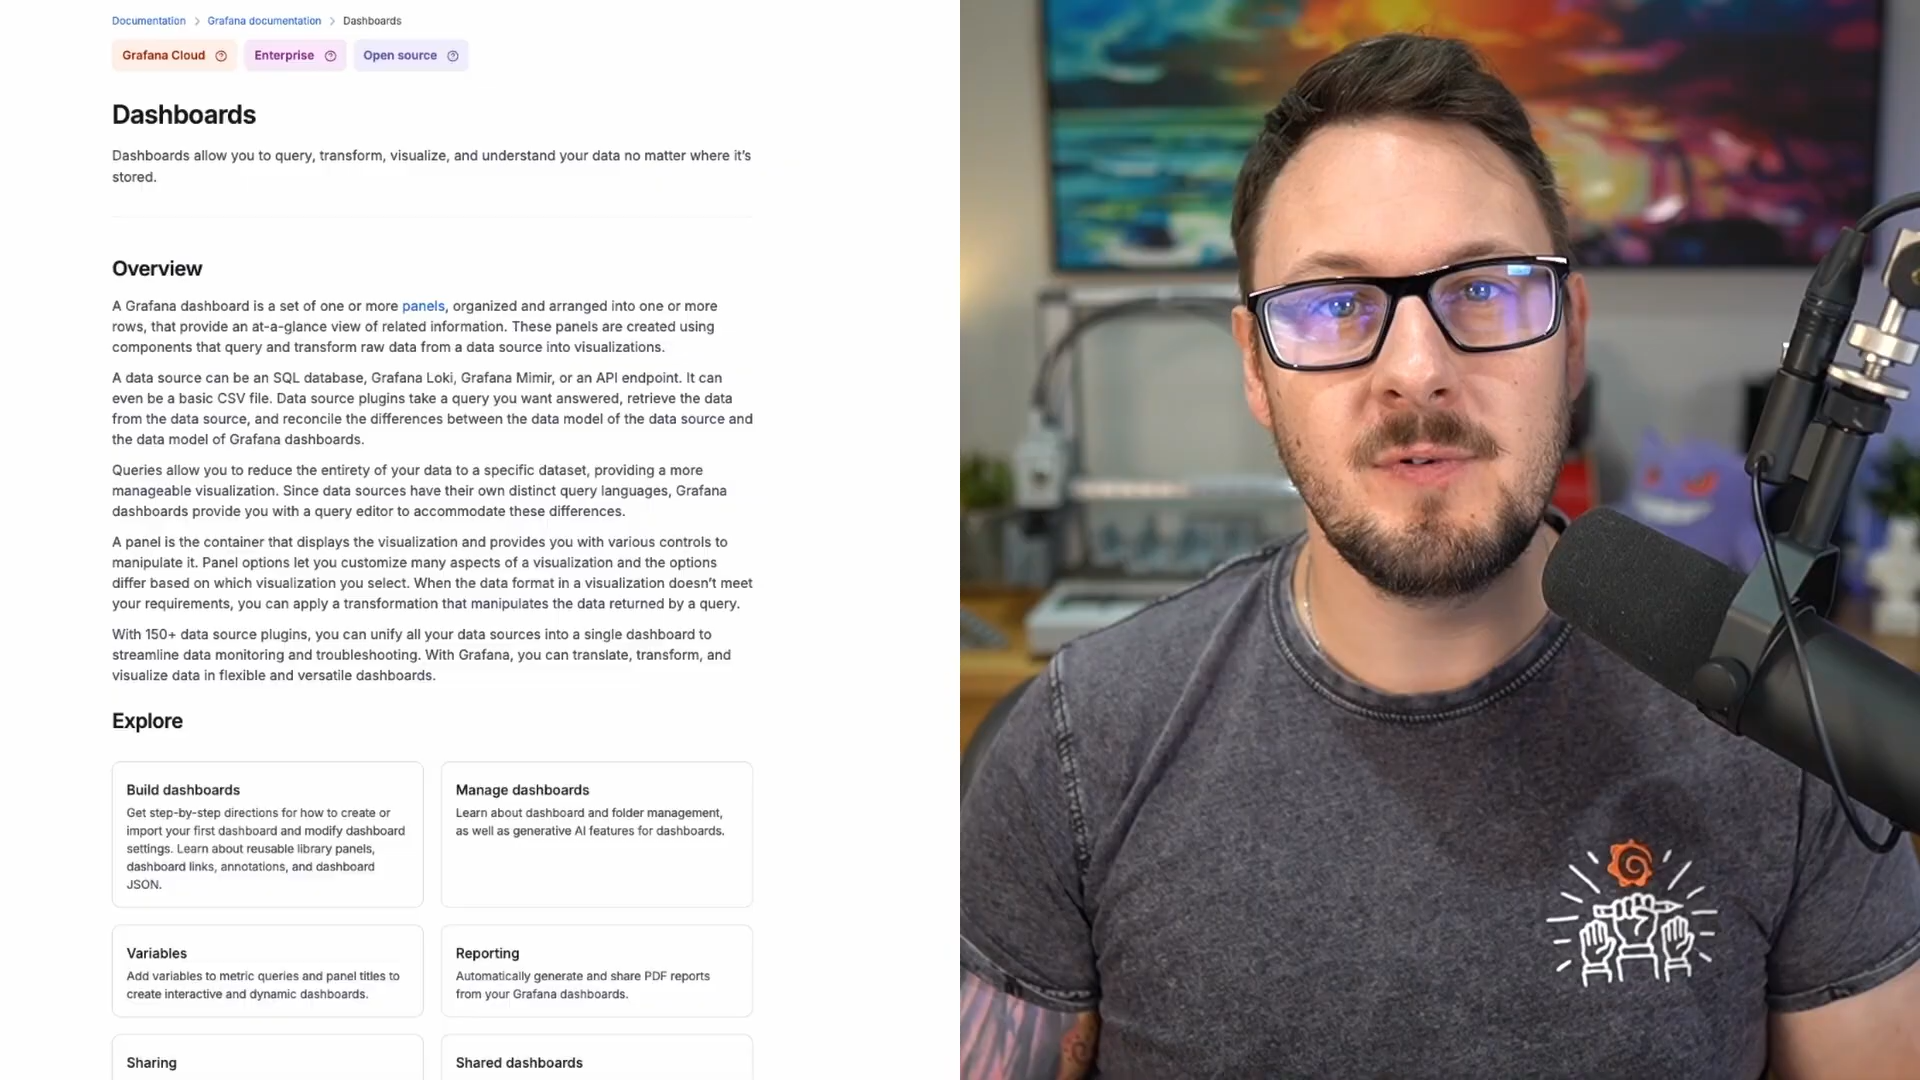 Documentation > Grafana documentation > Dashboards
Grafana Cloud Enterprise Open source
Dashboards
Dashboards allow you to query, transform, visualize, and understand your data no matter where it's
stored.
Overview
A Grafana dashboard is a set of one or more panels, organized and arranged into one or more
rows, that provide an at-a-glance view of related information. These panels are created using
components that query and transform raw data from a data source into visualizations.
A data source can be an SQL database, Grafana Loki, Grafana Mimir, or an API endpoint. It can
even be a basic CSV file. Data source plugins take a query you want answered, retrieve the data
from the data source, and reconcile the differences between the data model of the data source and
the data model of Grafana dashboards.
Queries allow you to reduce the entirety of your data to a specific dataset, providing a more
manageable visualization. Since data sources have their own distinct query languages, Grafana
dashboards provide you with a query editor to accommodate these differences.
A panel is the container that displays the visualization and provides you with various controls to
manipulate it. Panel options let you customize many aspects of a visualization and the options
differ based on which visualization you select. When the data format in a visualization doesn't meet
your requirements, you can apply a transformation that manipulates the data returned by a query.
With 150+ data source plugins, you can unify all your data sources into a single dashboard to
streamline data monitoring and troubleshooting. With Grafana, you can translate, transform, and
visualize data in flexible and versatile dashboards.
Explore
Build dashboards
Get step-by-step directions for how to create or
import your first dashboard and modify dashboard
settings. Learn about reusable library panels,
dashboard links, annotations, and dashboard
JSON.
Manage dashboards
Learn about dashboard and folder management,
as well as generative AI features for dashboards.
Variables
Add variables to metric queries and panel titles to
create interactive and dynamic dashboards.
Reporting
Automatically generate and share PDF reports
from your Grafana dashboards.
Sharing
Shared dashboards